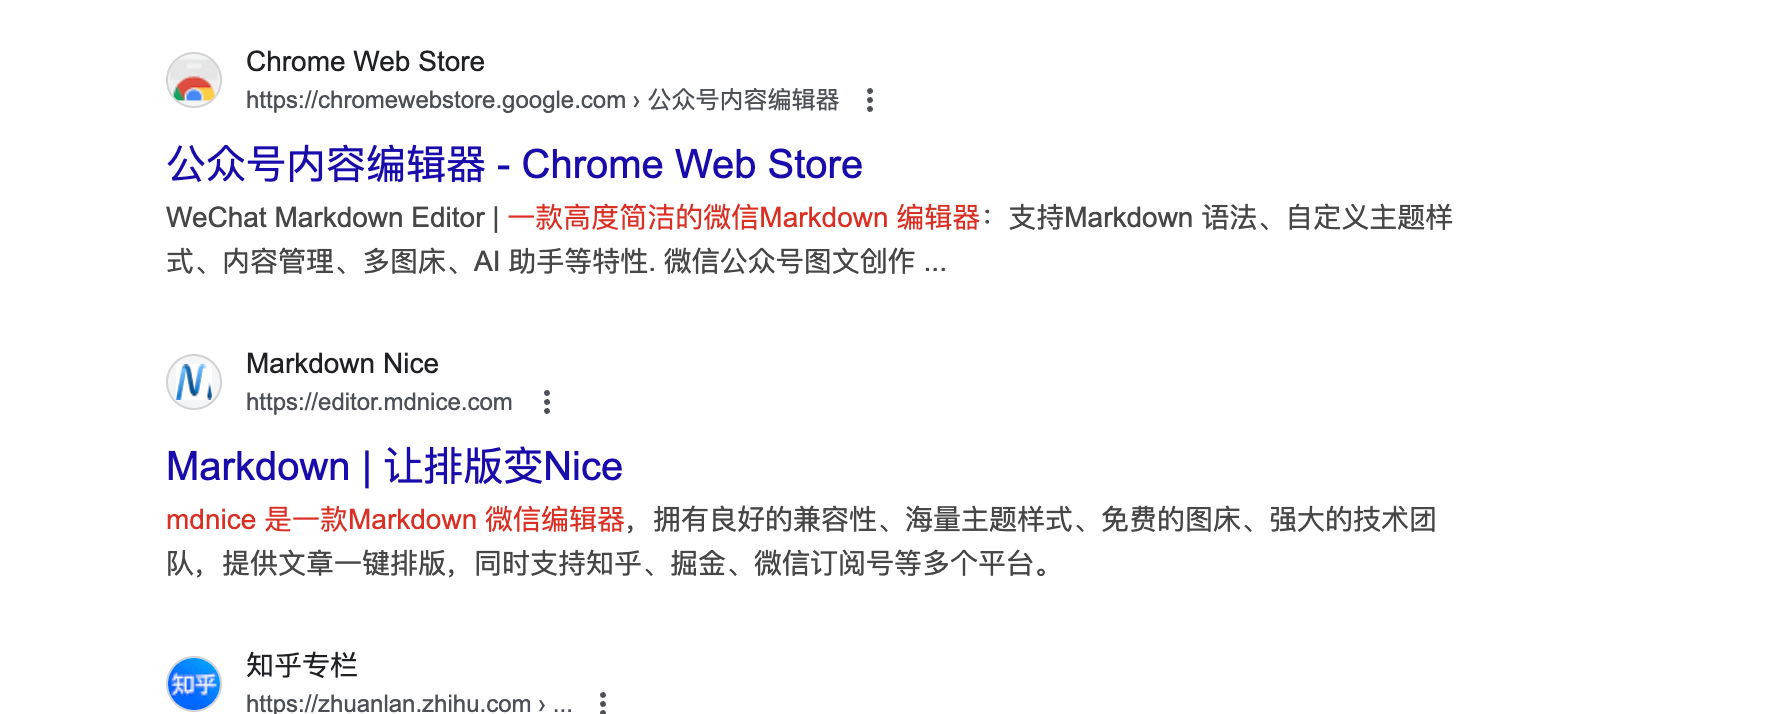 Chrome Web Store
https://chromewebstore.google.com › 公众号内容编辑器
公众号内容编辑器 - Chrome Web Store
WeChat Markdown Editor | 一款高度简洁的微信Markdown 编辑器：支持Markdown 语法、自定义主题样
式、内容管理、多图床、AI 助手等特性. 微信公众号图文创作 ...
Markdown Nice
https://editor.mdnice.com
Markdown | 让排版变Nice
mdnice 是一款Markdown 微信编辑器，拥有良好的兼容性、海量主题样式、免费的图床、强大的技术团
队，提供文章一键排版，同时支持知乎、掘金、微信订阅号等多个平台。
知乎
知乎专栏
https://zhuanlan.zhihu.com › ...